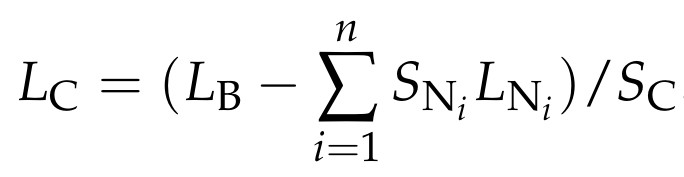 L_C = (L_B − ∑_{i=1}^{n} S_{N_i} L_{N_i})/S_C